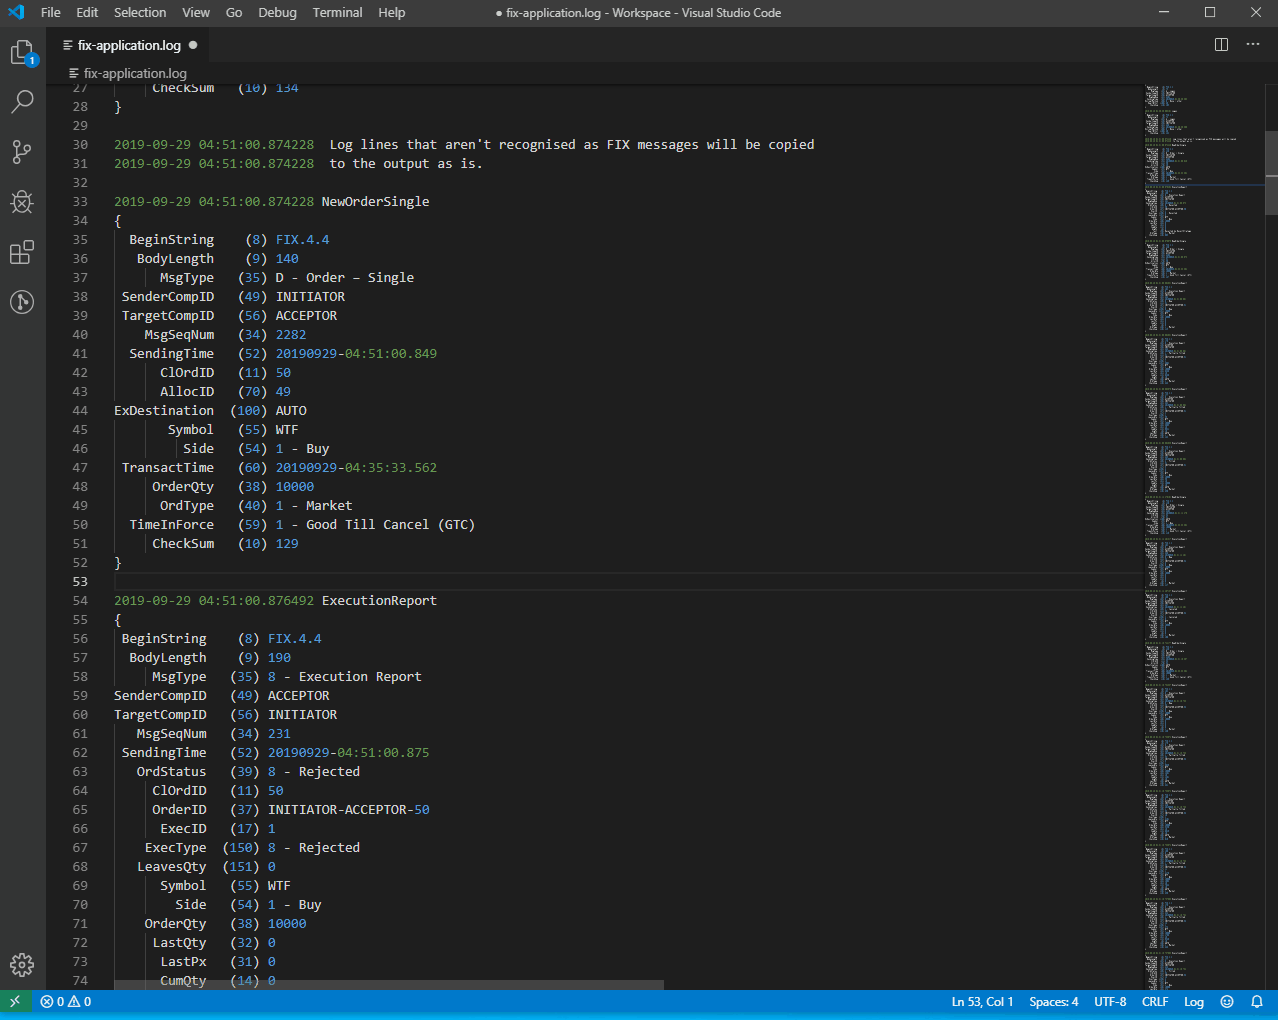 File Edit Selection View Go Debug Terminal Help ● fix-application.log - Workspace - Visual Studio Code
1
fix-application.log ●
fix-application.log
27 CheckSum (10) 134
28 }
29
30 2019-09-29 04:51:00.874228 Log lines that aren't recognised as FIX messages will be copied
31 2019-09-29 04:51:00.874228 to the output as is.
32
33 2019-09-29 04:51:00.874228 NewOrderSingle
34 {
35 BeginString (8) FIX.4.4
36 BodyLength (9) 140
37 MsgType (35) D - Order – Single
38 SenderCompID (49) INITIATOR
39 TargetCompID (56) ACCEPTOR
40 MsgSeqNum (34) 2282
41 SendingTime (52) 20190929-04:51:00.849
42 ClOrdID (11) 50
43 AllocID (70) 49
44 ExDestination (100) AUTO
45 Symbol (55) WTF
46 Side (54) 1 - Buy
47 TransactTime (60) 20190929-04:35:33.562
48 OrderQty (38) 10000
49 OrdType (40) 1 - Market
50 TimeInForce (59) 1 - Good Till Cancel (GTC)
51 CheckSum (10) 129
52 }
53
54 2019-09-29 04:51:00.876492 ExecutionReport
55 {
56 BeginString (8) FIX.4.4
57 BodyLength (9) 190
58 MsgType (35) 8 - Execution Report
59 SenderCompID (49) ACCEPTOR
60 TargetCompID (56) INITIATOR
61 MsgSeqNum (34) 231
62 SendingTime (52) 20190929-04:51:00.875
63 OrdStatus (39) 8 - Rejected
64 ClOrdID (11) 50
65 OrderID (37) INITIATOR-ACCEPTOR-50
66 ExecID (17) 1
67 ExecType (150) 8 - Rejected
68 LeavesQty (151) 0
69 Symbol (55) WTF
70 Side (54) 1 - Buy
71 OrderQty (38) 10000
72 LastQty (32) 0
73 LastPx (31) 0
74 CumQty (14) 0
0 0 Ln 53, Col 1 Spaces: 4 UTF-8 CRLF Log